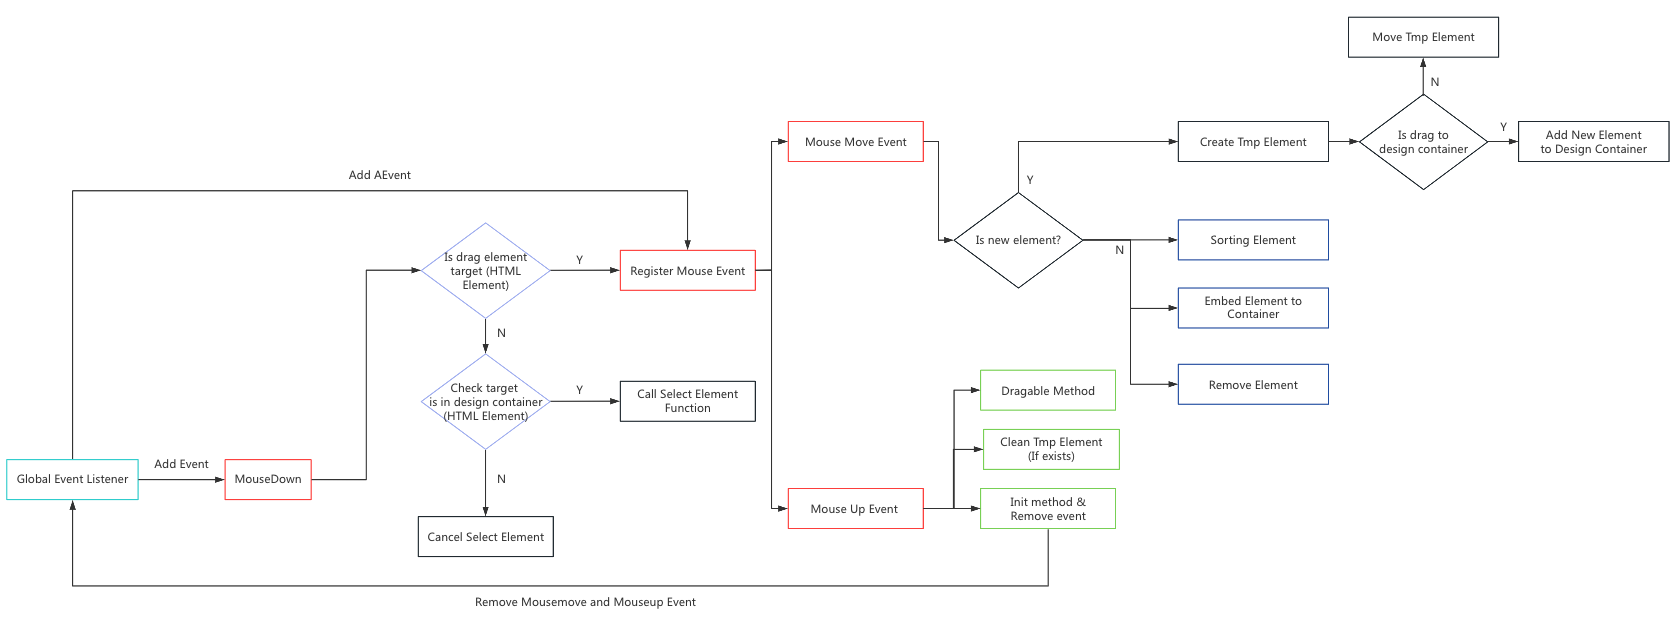 Move Tmp Element
N
Mouse Move Event
Create Tmp Element
Is drag to
design container
Y
Add New Element
to Design Container
Add AEvent
Y
Is new element?
N
Sorting Element
Is drag element
target (HTML
Element)
Y
Register Mouse Event
Embed Element to
Container
N
Check target
is in design container
(HTML Element)
Y
Call Select Element
Function
Dragable Method
Remove Element
Clean Tmp Element
(If exists)
Global Event Listener
Add Event
MouseDown
N
Mouse Up Event
Init method &
Remove event
Cancel Select Element
Remove Mousemove and Mouseup Event